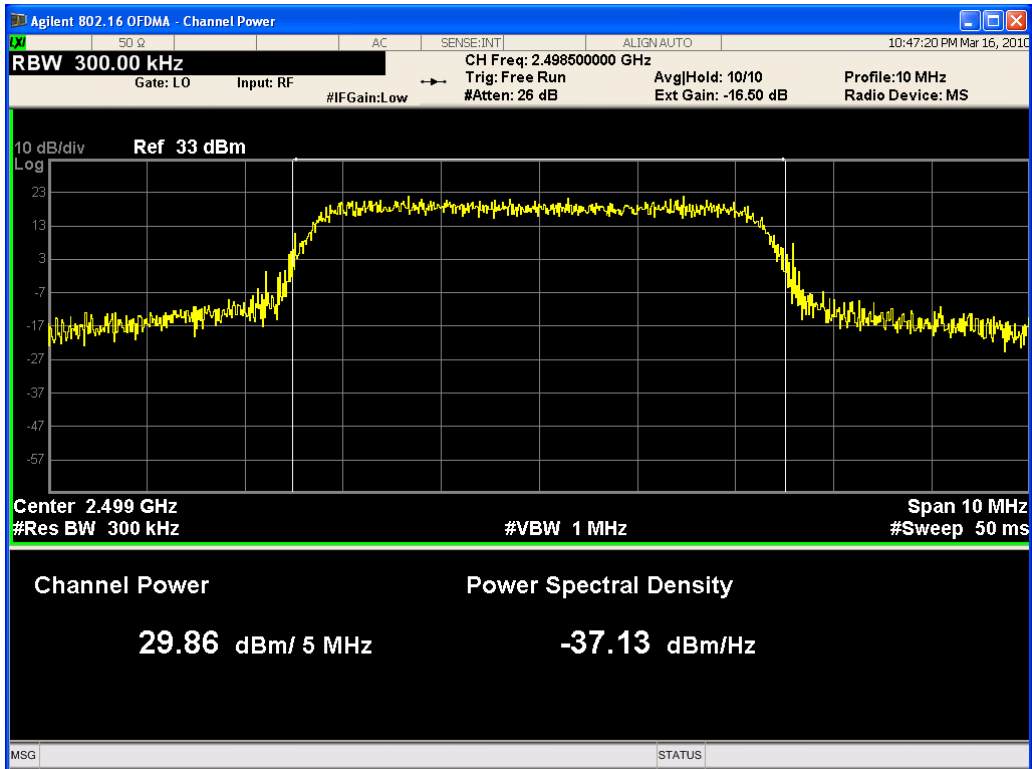 Agilent 802.16 OFDMA - Channel Power
LXI 50 Ω AC SENSE:INT ALIGN AUTO 10:47:20 PM Mar 16, 2010
RBW 300.00 kHz CH Freq: 2.498500000 GHz
Gate: LO Input: RF Trig: Free Run Avg|Hold: 10/10 Profile:10 MHz
#IFGain:Low #Atten: 26 dB Ext Gain: -16.50 dB Radio Device: MS
10 dB/div Ref 33 dBm
Log
23
13
3
-7
-17
-27
-37
-47
-57
Center 2.499 GHz Span 10 MHz
#Res BW 300 kHz #VBW 1 MHz #Sweep 50 ms
Channel Power Power Spectral Density
29.86 dBm/ 5 MHz -37.13 dBm/Hz
MSG STATUS